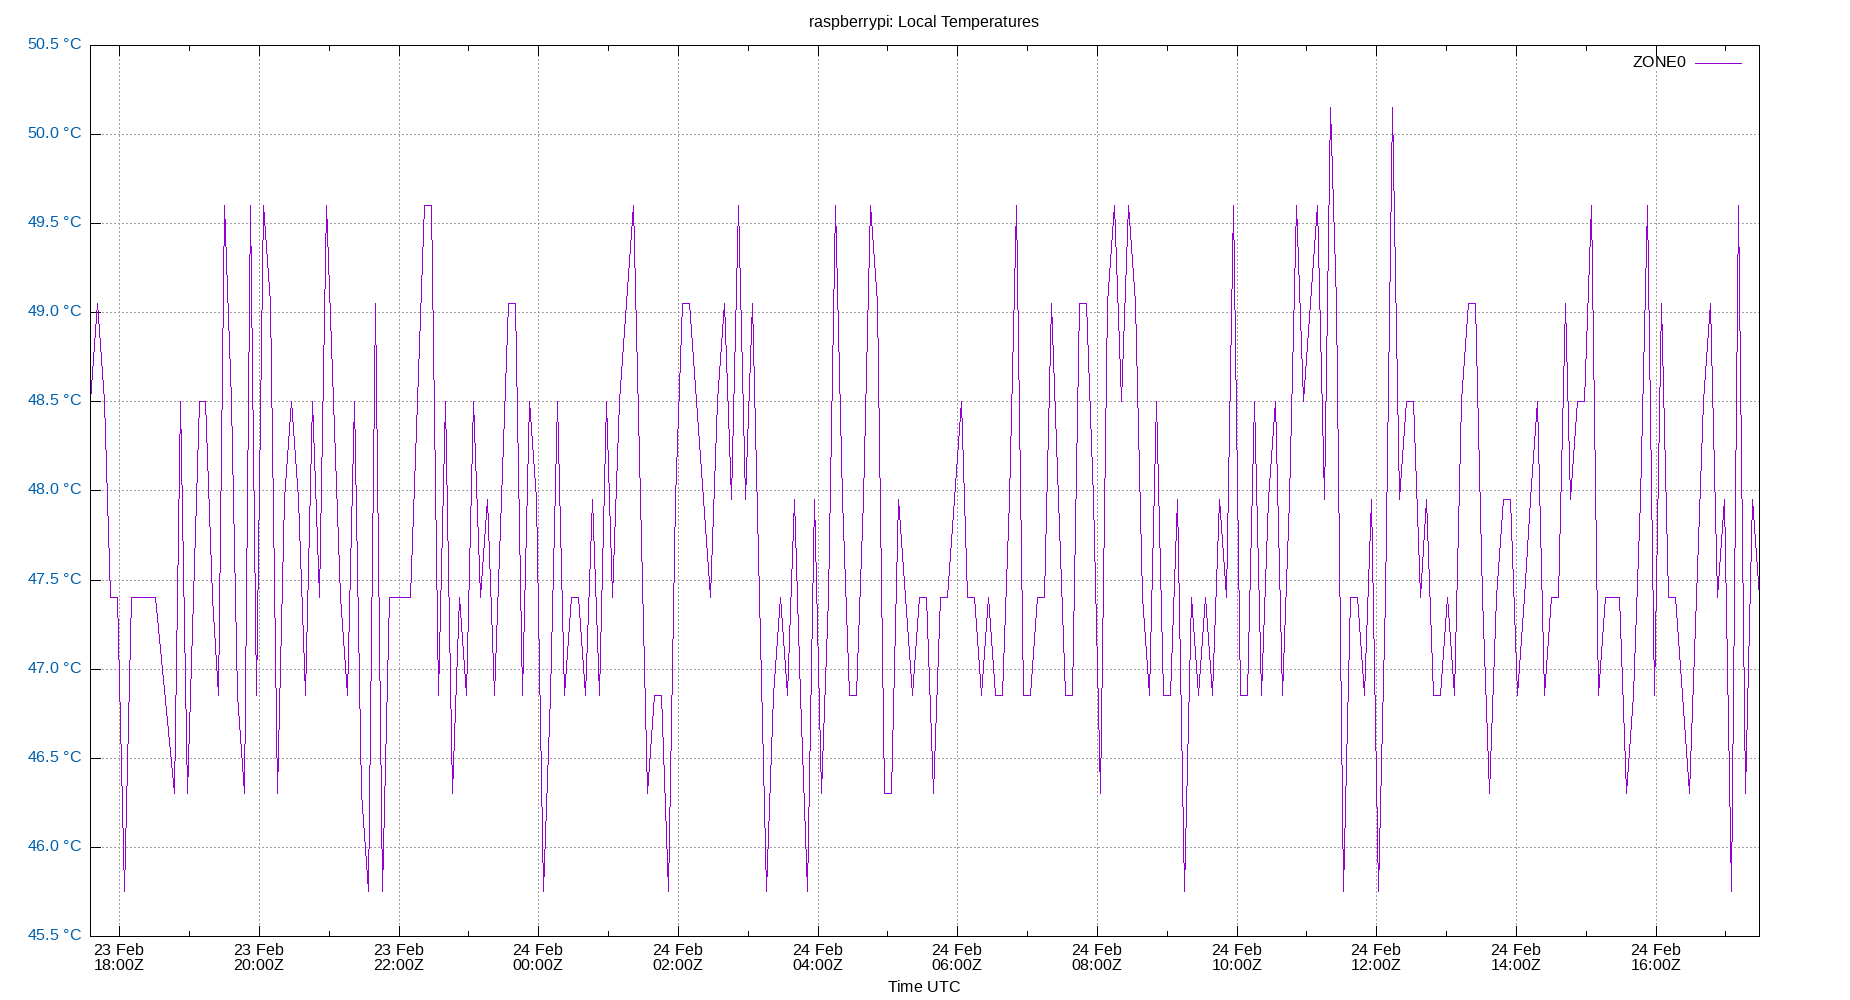 raspberrypi: Local Temperatures
ZONE0
50.5 °C
50.0 °C
49.5 °C
49.0 °C
48.5 °C
48.0 °C
47.5 °C
47.0 °C
46.5 °C
46.0 °C
45.5 °C
23 Feb 23 Feb 23 Feb 24 Feb 24 Feb 24 Feb 24 Feb 24 Feb 24 Feb 24 Feb 24 Feb 24 Feb
18:00Z 20:00Z 22:00Z 00:00Z 02:00Z 04:00Z 06:00Z 08:00Z 10:00Z 12:00Z 14:00Z 16:00Z
Time UTC